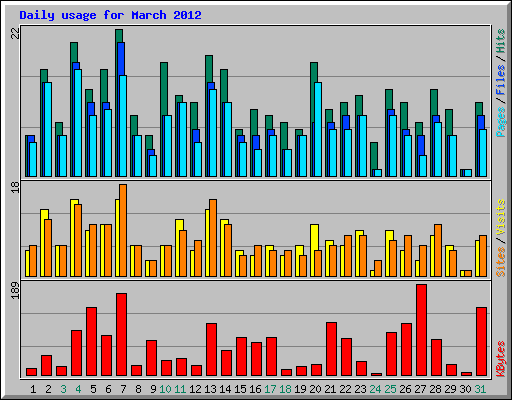 Daily usage for March 2012
22
Pages / Files / Hits
18
Sites / Visits
189
KBytes
1 2 3 4 5 6 7 8 9 10 11 12 13 14 15 16 17 18 19 20 21 22 23 24 25 26 27 28 29 30 31